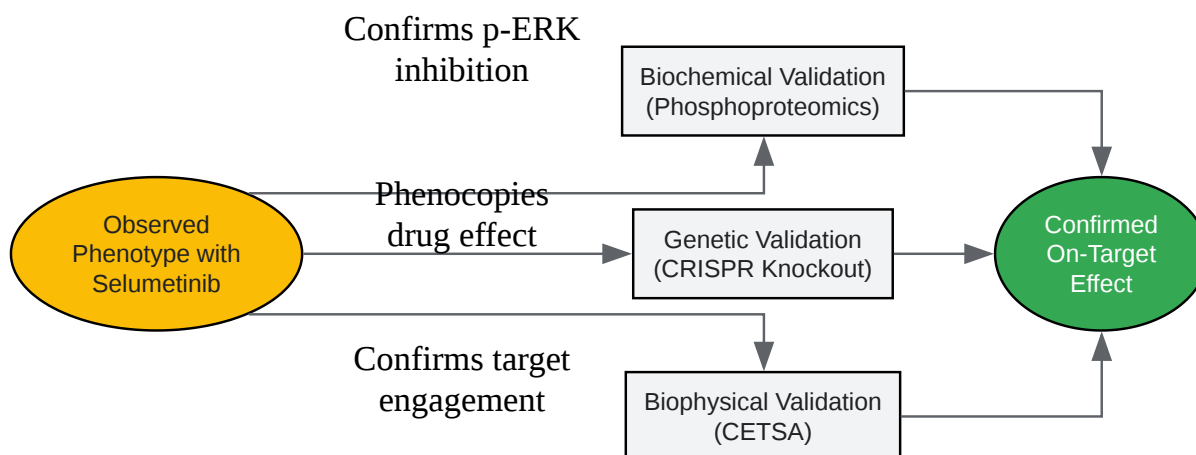 Confirms p-ERK
inhibition
Biochemical Validation
(Phosphoproteomics)
Observed
Phenotype with
Selumetinib
Phenocopies
drug effect
Genetic Validation
(CRISPR Knockout)
Confirmed
On-Target
Effect
Confirms target
engagement
Biophysical Validation
(CETSA)